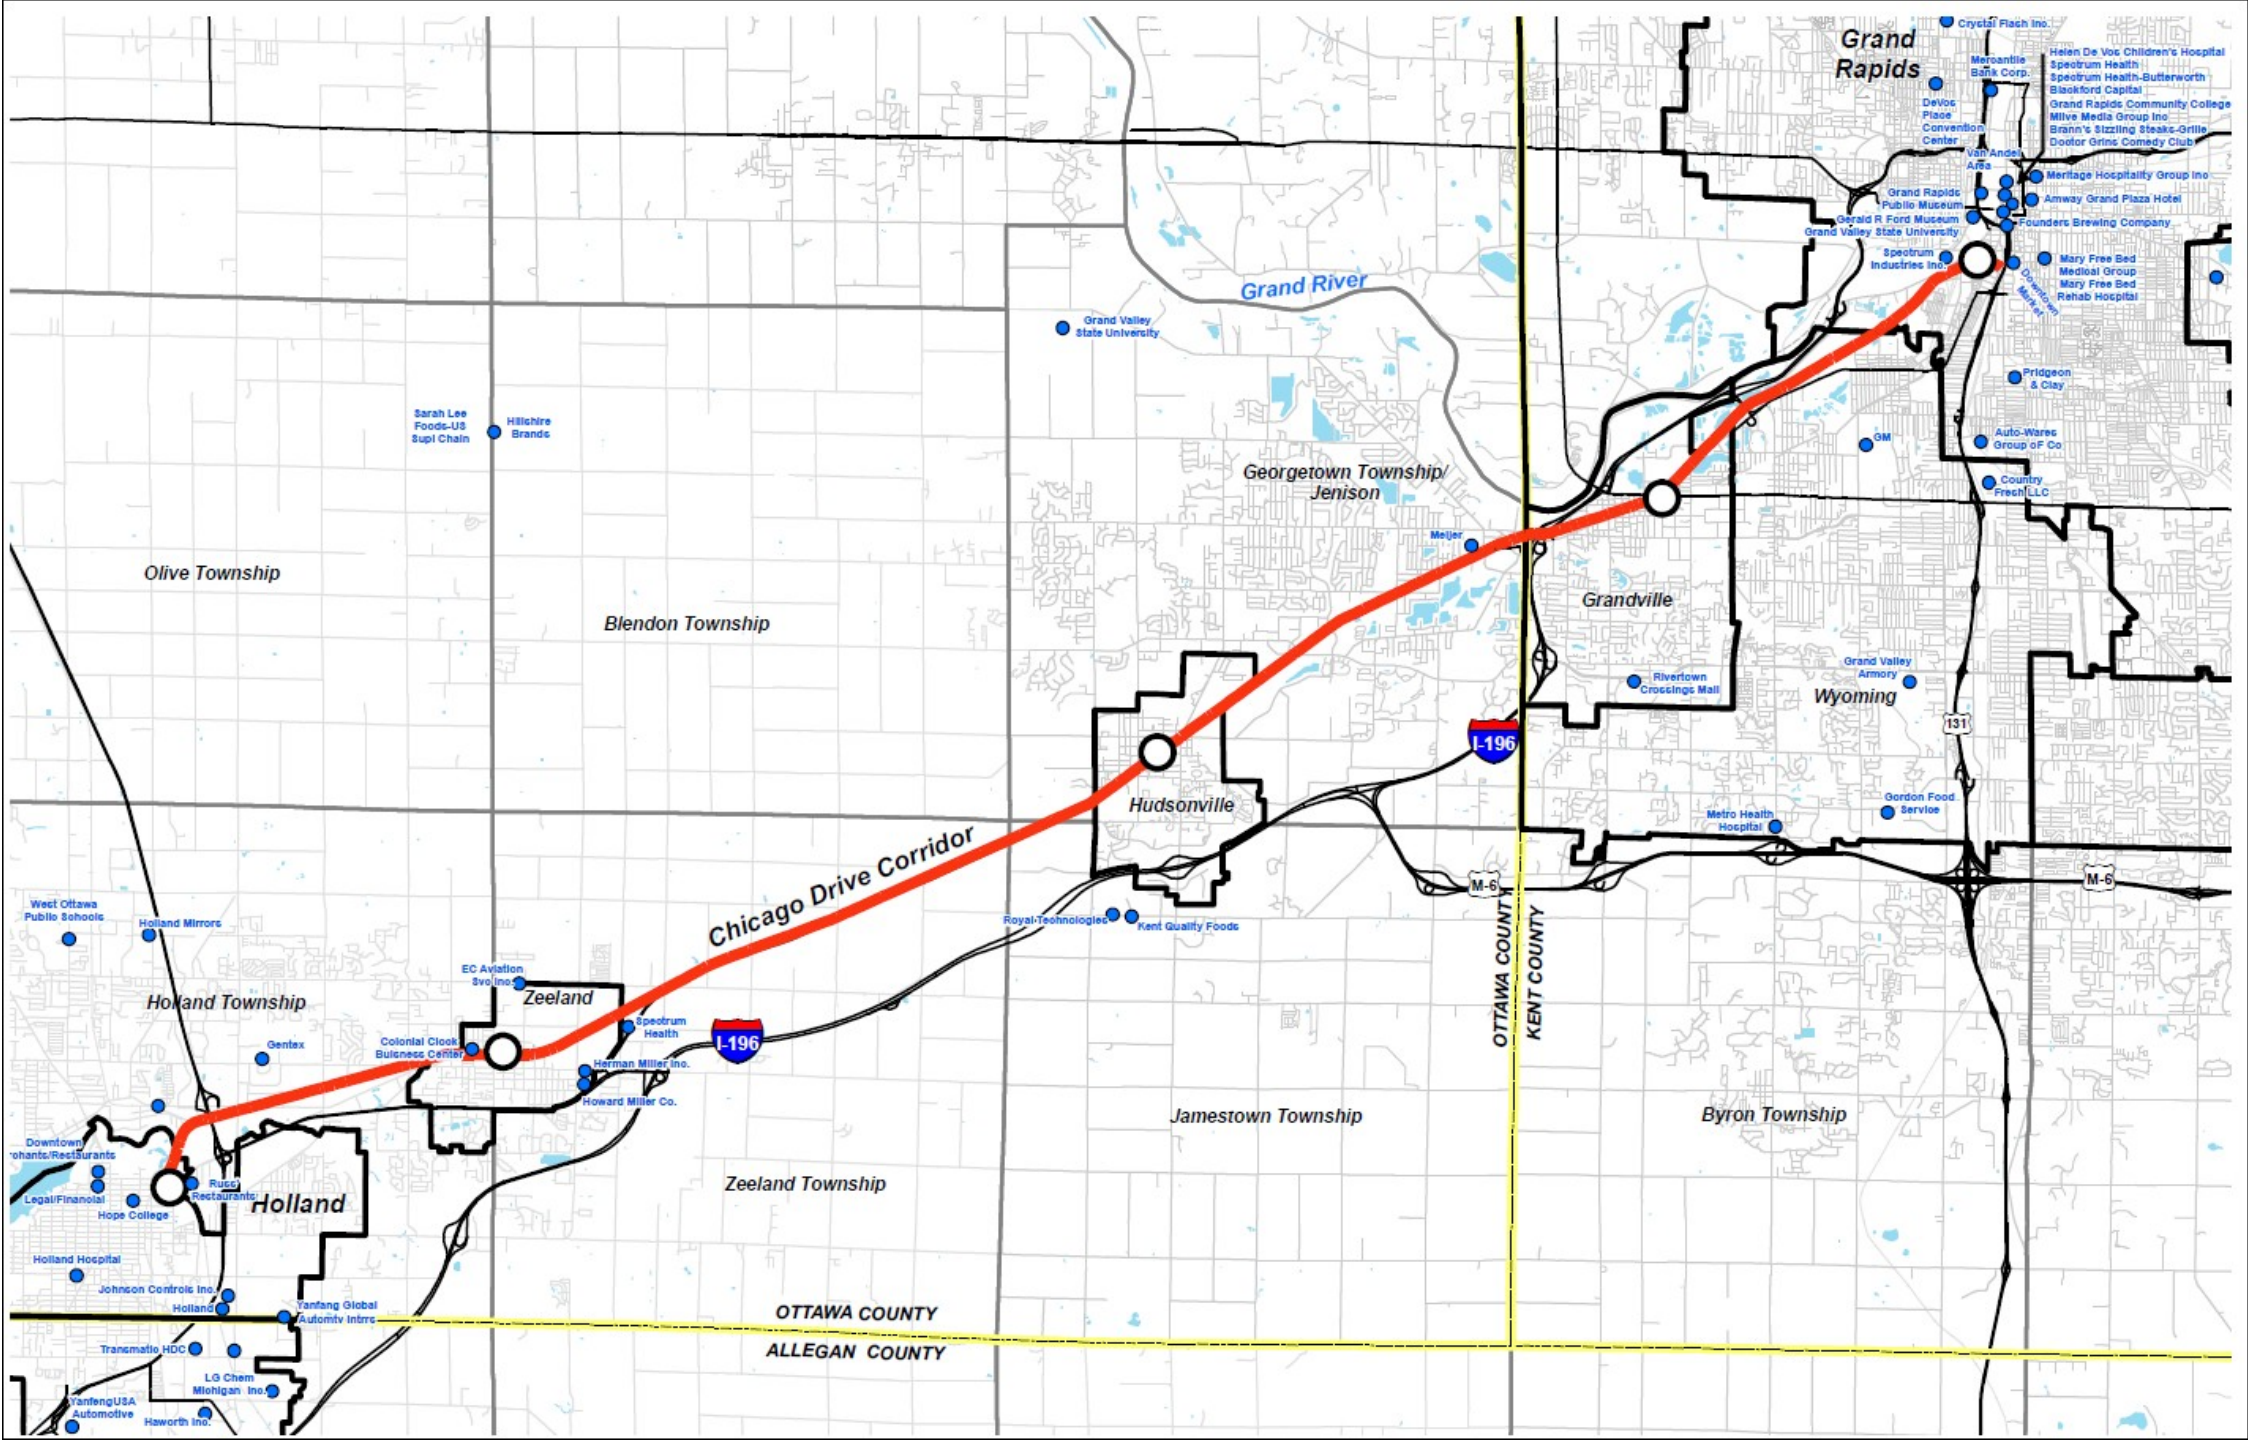 Crystal Flash Inc.
Grand
Rapids
Mercantile
Bank Corp.
Helen De Vos Children's Hospital
Spectrum Health
Spectrum Health-Butterworth
Blackford Capital
Grand Rapids Community College
Mlive Media Group Inc
Brann's Sizzling Steaks-Grille
Doctor Grins Comedy Club
DeVos
Place
Convention
Center
Van Andel
Area
Meritage Hospitality Group Inc
Grand Rapids
Public Museum
Amway Grand Plaza Hotel
Gerald R Ford Museum
Grand Valley State University
Founders Brewing Company
Spectrum
Industries Inc.
Mary Free Bed
Medical Group
Mary Free Bed
Rehab Hospital
Downtown
Market
Grand River
Grand Valley
State University
Pridgeon
& Clay
Sarah Lee
Foods-US
Supl Chain
Hillshire
Brands
GM
Auto-Wares
Group oF Co
Georgetown Township/
Jenison
Country
Fresh LLC
Meijer
Olive Township
Blendon Township
Grandville
Grand Valley
Armory
Rivertown
Crossings Mall
Wyoming
131
I-196
Hudsonville
Gordon Food
Service
Metro Health
Hospital
Chicago Drive Corridor
M-6
M-6
West Ottawa
Public Schools
Holland Mirrors
Royal Technologies
Kent Quality Foods
OTTAWA COUNTY
KENT COUNTY
EC Aviation
Svc Inc.
Zeeland
Holland Township
Spectrum
Health
Gentex
Colonial Clock
Buisness Center
I-196
Herman Miller Inc.
Howard Miller Co.
Jamestown Township
Byron Township
Downtown
rchants/Restaurants
Zeeland Township
Russ'
Restaurants
Legal/Financial
Holland
Hope College
Holland Hospital
Johnson Controls Inc.
Holland
Yanfang Global
Automtv Intrrs
OTTAWA COUNTY
ALLEGAN COUNTY
Transmatic HDC
LG Chem
Michigan Inc.
YanfengUSA
Automotive
Haworth Inc.